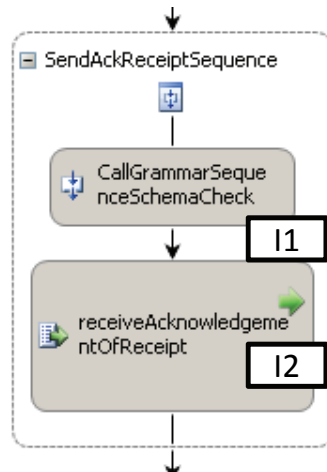 SendAckReceiptSequence
CallGrammarSeque
nceSchemaCheck
I1
receiveAcknowledgeme
ntOfReceipt
I2